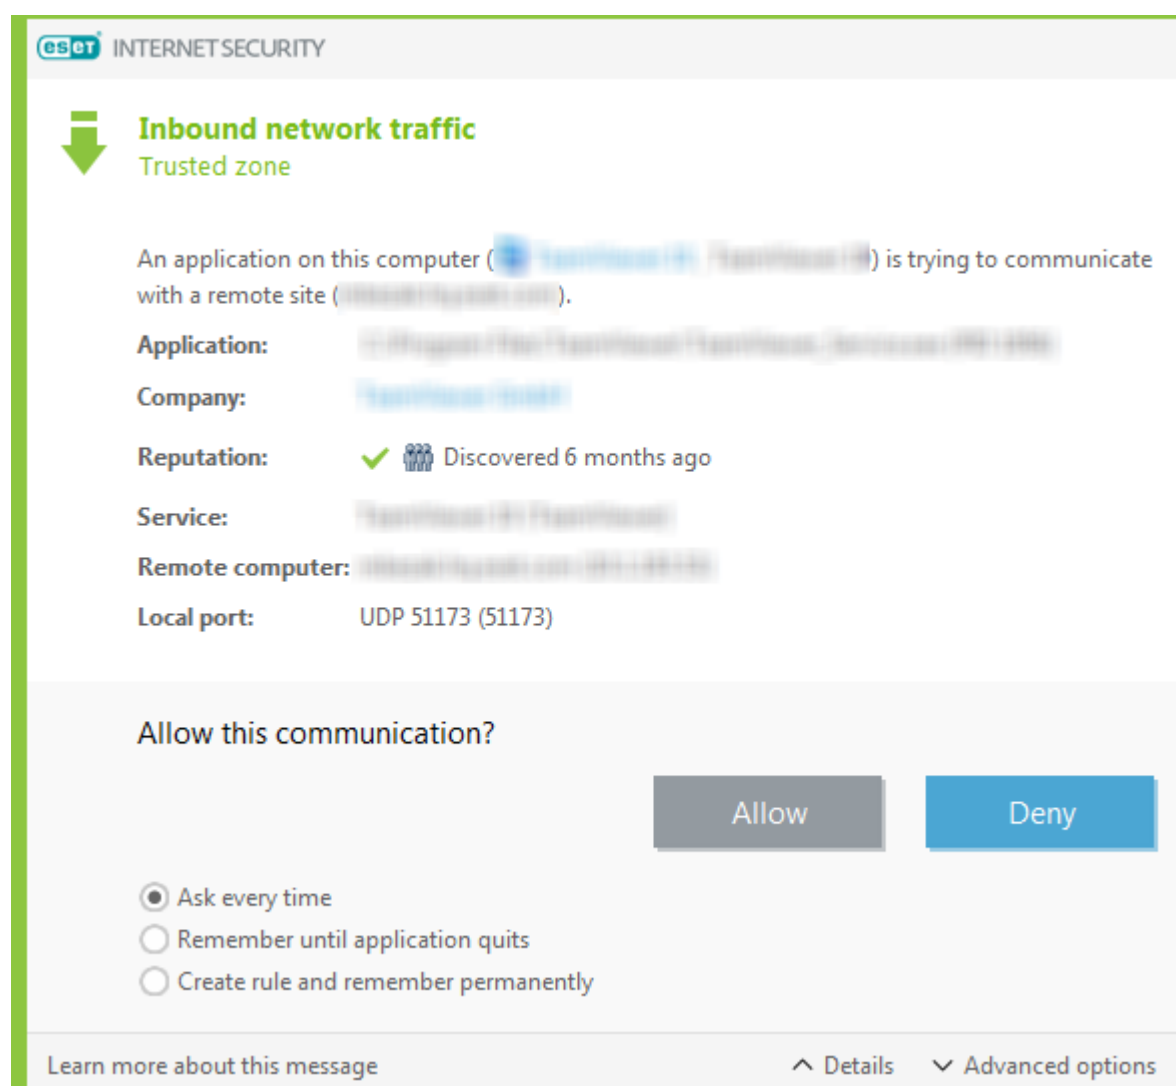 eset INTERNET SECURITY
Inbound network traffic
Trusted zone
An application on this computer ( ) is trying to communicate
with a remote site ( ).
Application:
Company:
Reputation: Discovered 6 months ago
Service:
Remote computer:
Local port: UDP 51173 (51173)
Allow this communication?
Allow Deny
Ask every time
Remember until application quits
Create rule and remember permanently
Learn more about this message Details Advanced options